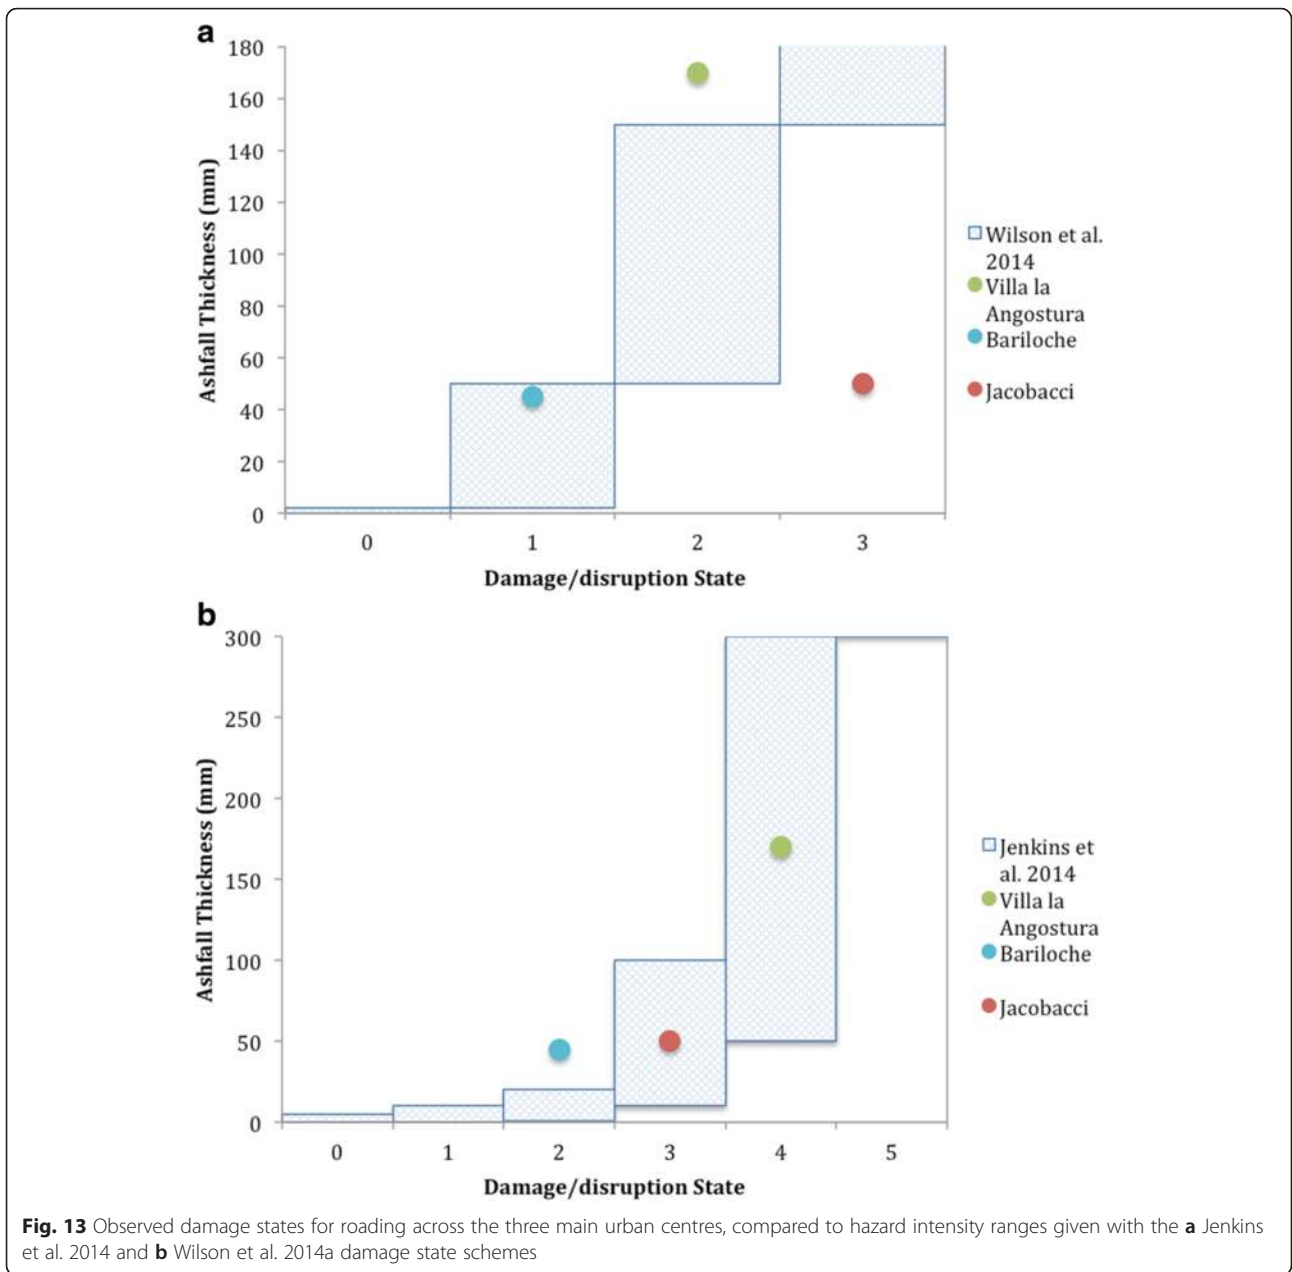 a
180
160
140
120
100
80
60
40
20
0
Ashfall Thickness (mm)
0 1 2 3
Damage/disruption State
Wilson et al.
2014
Villa la
Angostura
Bariloche
Jacobacci
b
300
250
200
150
100
50
0
Ashfall Thickness (mm)
0 1 2 3 4 5
Damage/disruption State
Jenkins et
al. 2014
Villa la
Angostura
Bariloche
Jacobacci
Fig. 13 Observed damage states for roading across the three main urban centres, compared to hazard intensity ranges given with the a Jenkins
et al. 2014 and b Wilson et al. 2014a damage state schemes